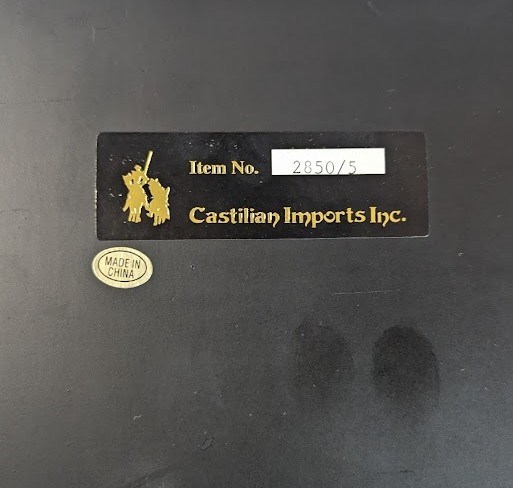 Item No. 2850/5
Castilian Imports Inc.
MADE IN
CHINA